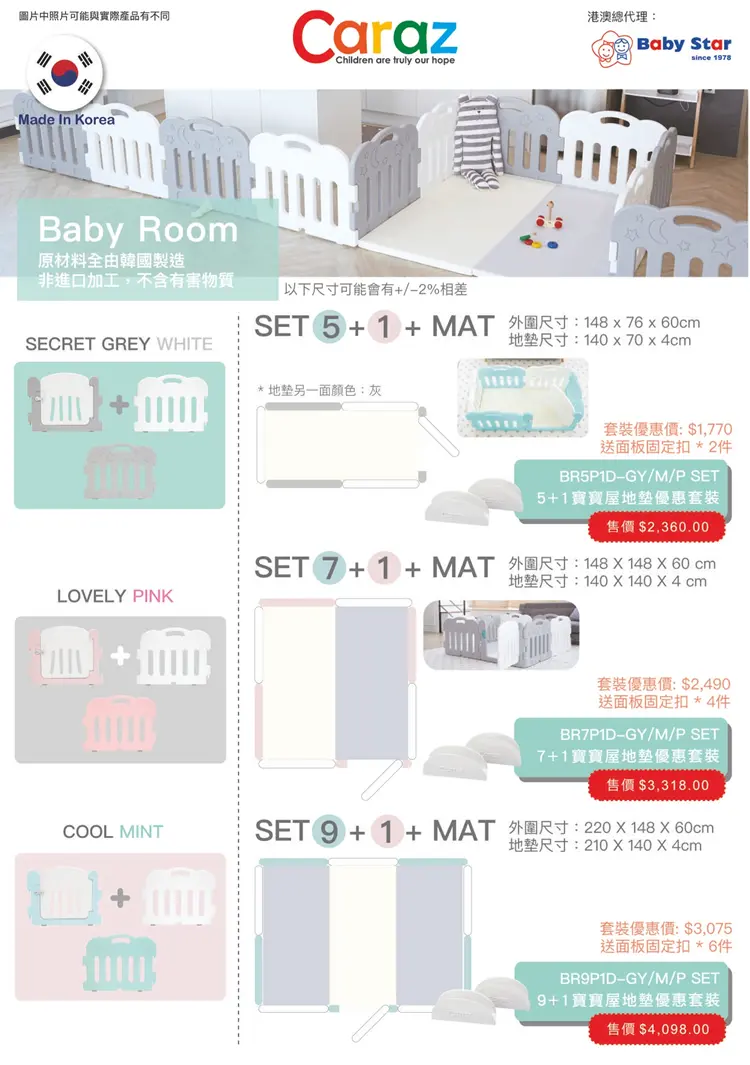 圖片中照片可能與實際產品有不同
Caraz
Children are truly our hope
港澳總代理：
Baby Star
since 1978
Made In Korea
Baby Room
原材料全由韓國製造
非進口加工，不含有害物質
以下尺寸可能會有+/-2%相差
SECRET GREY WHITE
SET 5 + 1 + MAT
外圍尺寸：148 x 76 x 60cm
地墊尺寸：140 x 70 x 4cm
* 地墊另一面顏色：灰
套裝優惠價: $1,770
送面板固定扣 * 2件
BR5P1D-GY/M/P SET
5+1寶寶屋地墊優惠套裝
售價 $2,360.00
LOVELY PINK
SET 7 + 1 + MAT
外圍尺寸：148 X 148 X 60 cm
地墊尺寸：140 X 140 X 4 cm
套裝優惠價: $2,490
送面板固定扣 * 4件
BR7P1D-GY/M/P SET
7+1寶寶屋地墊優惠套裝
售價 $3,318.00
COOL MINT
SET 9 + 1 + MAT
外圍尺寸：220 X 148 X 60cm
地墊尺寸：210 X 140 X 4cm
套裝優惠價: $3,075
送面板固定扣 * 6件
BR9P1D-GY/M/P SET
9+1寶寶屋地墊優惠套裝
售價 $4,098.00